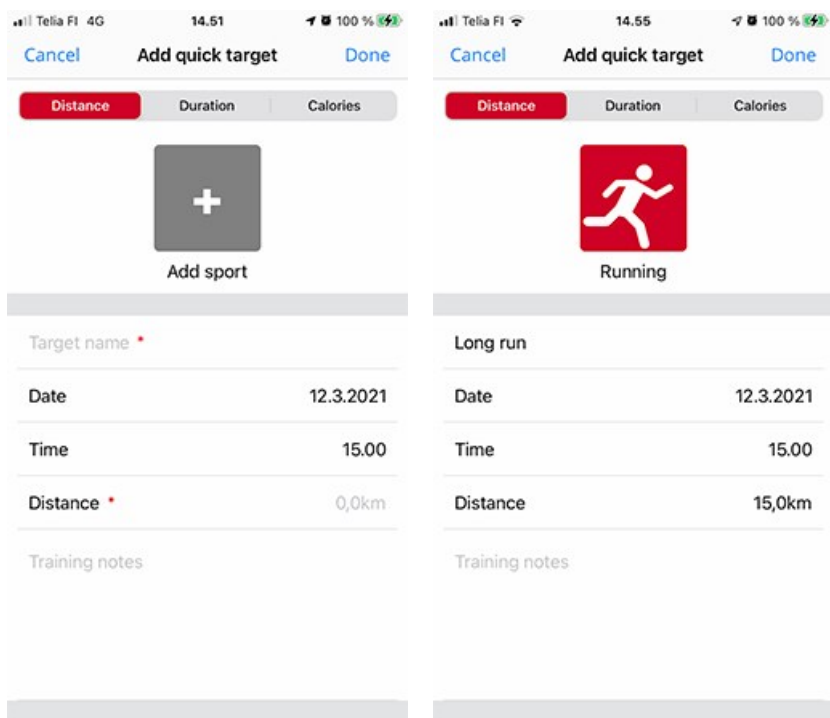 Telia FI 4G 14.51 100 %
Cancel Add quick target Done
Distance Duration Calories
Add sport
Target name *
Date 12.3.2021
Time 15.00
Distance * 0,0km
Training notes
Telia FI 14.55 100 %
Cancel Add quick target Done
Distance Duration Calories
Running
Long run
Date 12.3.2021
Time 15.00
Distance 15,0km
Training notes